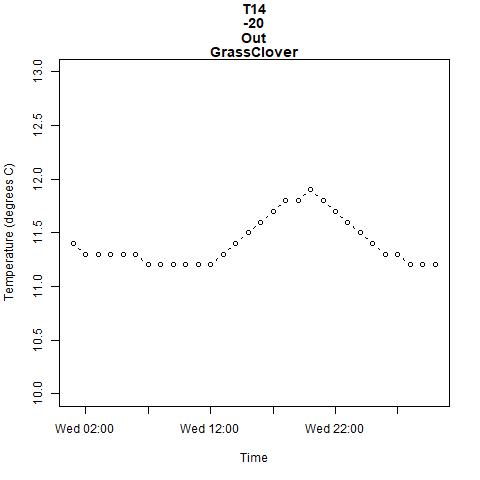 T14
-20
Out
GrassClover
13.0
12.5
12.0
11.5
11.0
10.5
10.0
Temperature (degrees C)
Wed 02:00 Wed 12:00 Wed 22:00
Time